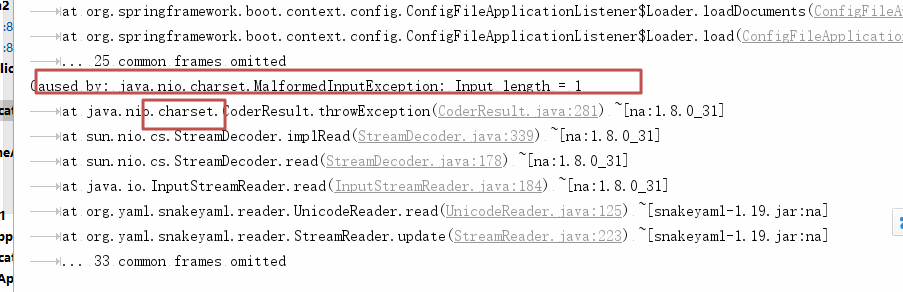 at org.springframework.boot.context.config.ConfigFileApplicationListener$Loader.loadDocuments(ConfigFileA
at org.springframework.boot.context.config.ConfigFileApplicationListener$Loader.load(ConfigFileApplication
... 25 common frames omitted
Caused by: java.nio.charset.MalformedInputException: Input length = 1
at java.nio.charset.CoderResult.throwException(CoderResult.java:281) ~[na:1.8.0_31]
at sun.nio.cs.StreamDecoder.implRead(StreamDecoder.java:339) ~[na:1.8.0_31]
at sun.nio.cs.StreamDecoder.read(StreamDecoder.java:178) ~[na:1.8.0_31]
at java.io.InputStreamReader.read(InputStreamReader.java:184) ~[na:1.8.0_31]
at org.yaml.snakeyaml.reader.UnicodeReader.read(UnicodeReader.java:125) ~[snakeyaml-1.19.jar:na]
at org.yaml.snakeyaml.reader.StreamReader.update(StreamReader.java:223) ~[snakeyaml-1.19.jar:na]
... 33 common frames omitted